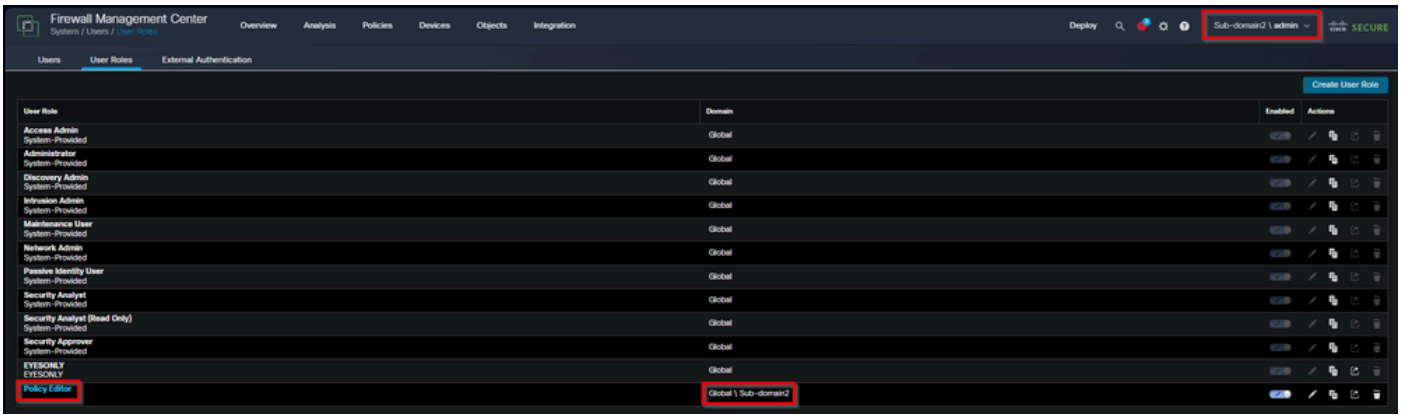 Firewall Management Center
System / Users / User Roles
Overview Analysis Policies Devices Objects Integration Deploy Sub-domain2 \ admin cisco SECURE
Users User Roles External Authentication
Create User Role
User Role Domain Enabled Actions
Access Admin
System-Provided Global
Administrator
System-Provided Global
Discovery Admin
System-Provided Global
Intrusion Admin
System-Provided Global
Maintenance User
System-Provided Global
Network Admin
System-Provided Global
Passive Identity User
System-Provided Global
Security Analyst
System-Provided Global
Security Analyst (Read Only)
System-Provided Global
Security Approver
System-Provided Global
EYESONLY
EYESONLY Global
Policy Editor Global \ Sub-domain2